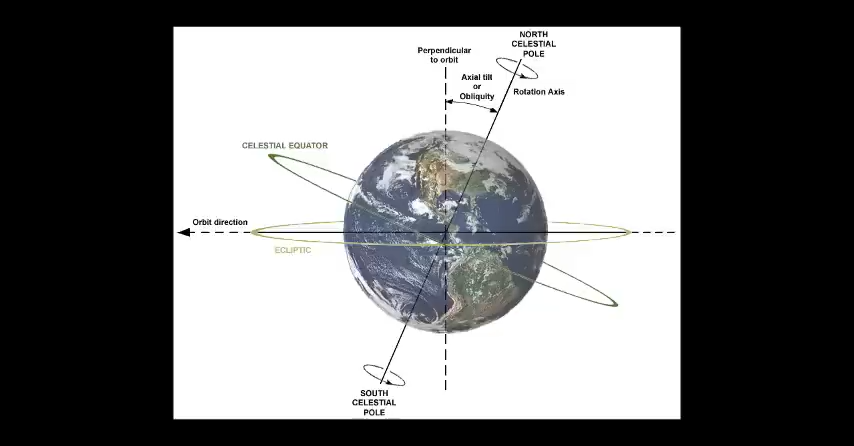 NORTH
CELESTIAL
POLE
Perpendicular
to orbit
Axial tilt
or
Obliquity
Rotation Axis
CELESTIAL EQUATOR
Orbit direction
ECLIPTIC
SOUTH
CELESTIAL
POLE